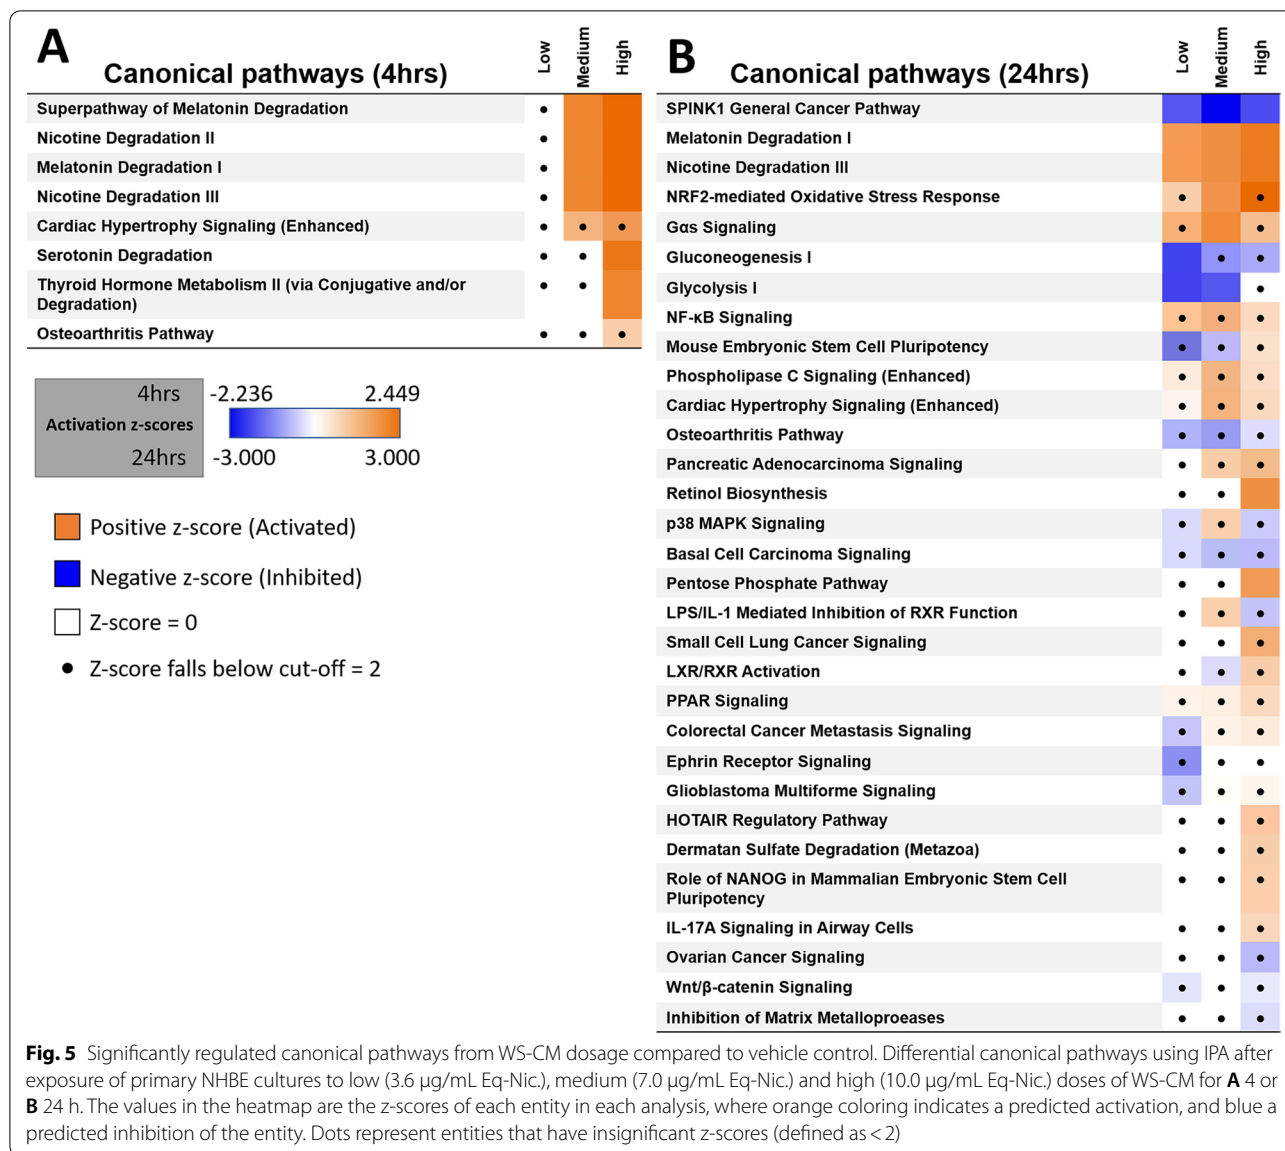 A
Canonical pathways (4hrs)
Low
Medium
High
Superpathway of Melatonin Degradation
Nicotine Degradation II
Melatonin Degradation I
Nicotine Degradation III
Cardiac Hypertrophy Signaling (Enhanced)
Serotonin Degradation
Thyroid Hormone Metabolism II (via Conjugative and/or
Degradation)
Osteoarthritis Pathway
4hrs
-2.236
2.449
Activation z-scores
24hrs
-3.000
3.000
Positive z-score (Activated)
Negative z-score (Inhibited)
Z-score = 0
Z-score falls below cut-off = 2
B
Canonical pathways (24hrs)
Low
Medium
High
SPINK1 General Cancer Pathway
Melatonin Degradation I
Nicotine Degradation III
NRF2-mediated Oxidative Stress Response
Gαs Signaling
Gluconeogenesis I
Glycolysis I
NF-κB Signaling
Mouse Embryonic Stem Cell Pluripotency
Phospholipase C Signaling (Enhanced)
Cardiac Hypertrophy Signaling (Enhanced)
Osteoarthritis Pathway
Pancreatic Adenocarcinoma Signaling
Retinol Biosynthesis
p38 MAPK Signaling
Basal Cell Carcinoma Signaling
Pentose Phosphate Pathway
LPS/IL-1 Mediated Inhibition of RXR Function
Small Cell Lung Cancer Signaling
LXR/RXR Activation
PPAR Signaling
Colorectal Cancer Metastasis Signaling
Ephrin Receptor Signaling
Glioblastoma Multiforme Signaling
HOTAIR Regulatory Pathway
Dermatan Sulfate Degradation (Metazoa)
Role of NANOG in Mammalian Embryonic Stem Cell
Pluripotency
IL-17A Signaling in Airway Cells
Ovarian Cancer Signaling
Wnt/β-catenin Signaling
Inhibition of Matrix Metalloproeases
Fig. 5 Significantly regulated canonical pathways from WS-CM dosage compared to vehicle control. Differential canonical pathways using IPA after
exposure of primary NHBE cultures to low (3.6 µg/mL Eq-Nic.), medium (7.0 µg/mL Eq-Nic.) and high (10.0 µg/mL Eq-Nic.) doses of WS-CM for A 4 or
B 24 h. The values in the heatmap are the z-scores of each entity in each analysis, where orange coloring indicates a predicted activation, and blue a
predicted inhibition of the entity. Dots represent entities that have insignificant z-scores (defined as < 2)